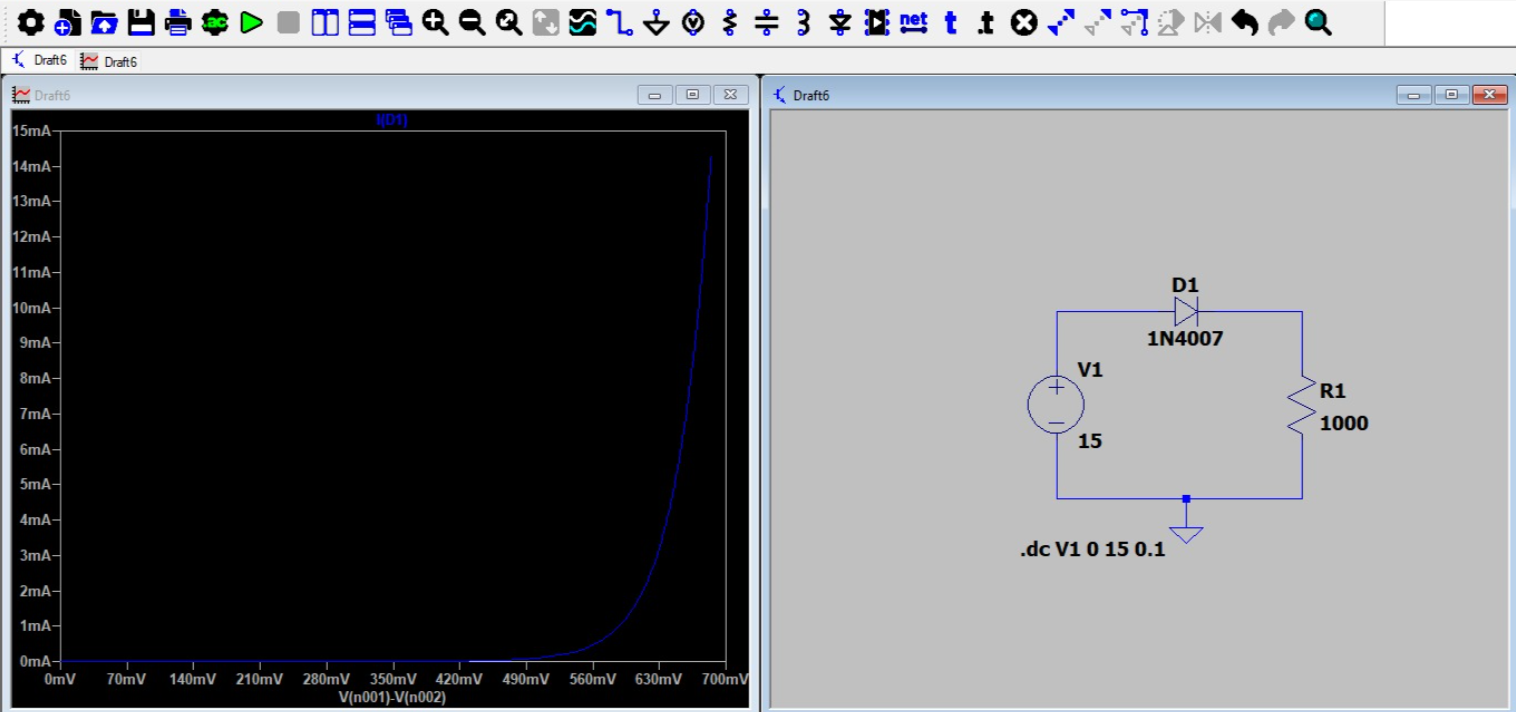 .ac
net
t
.t
Draft6
Draft6
Draft6
I(D1)
15mA
14mA
13mA
12mA
11mA
10mA
9mA
8mA
7mA
6mA
5mA
4mA
3mA
2mA
1mA
0mA
0mV 70mV 140mV 210mV 280mV 350mV 420mV 490mV 560mV 630mV 700mV
V(n001)-V(n002)
Draft6
D1
1N4007
V1
15
R1
1000
.dc V1 0 15 0.1